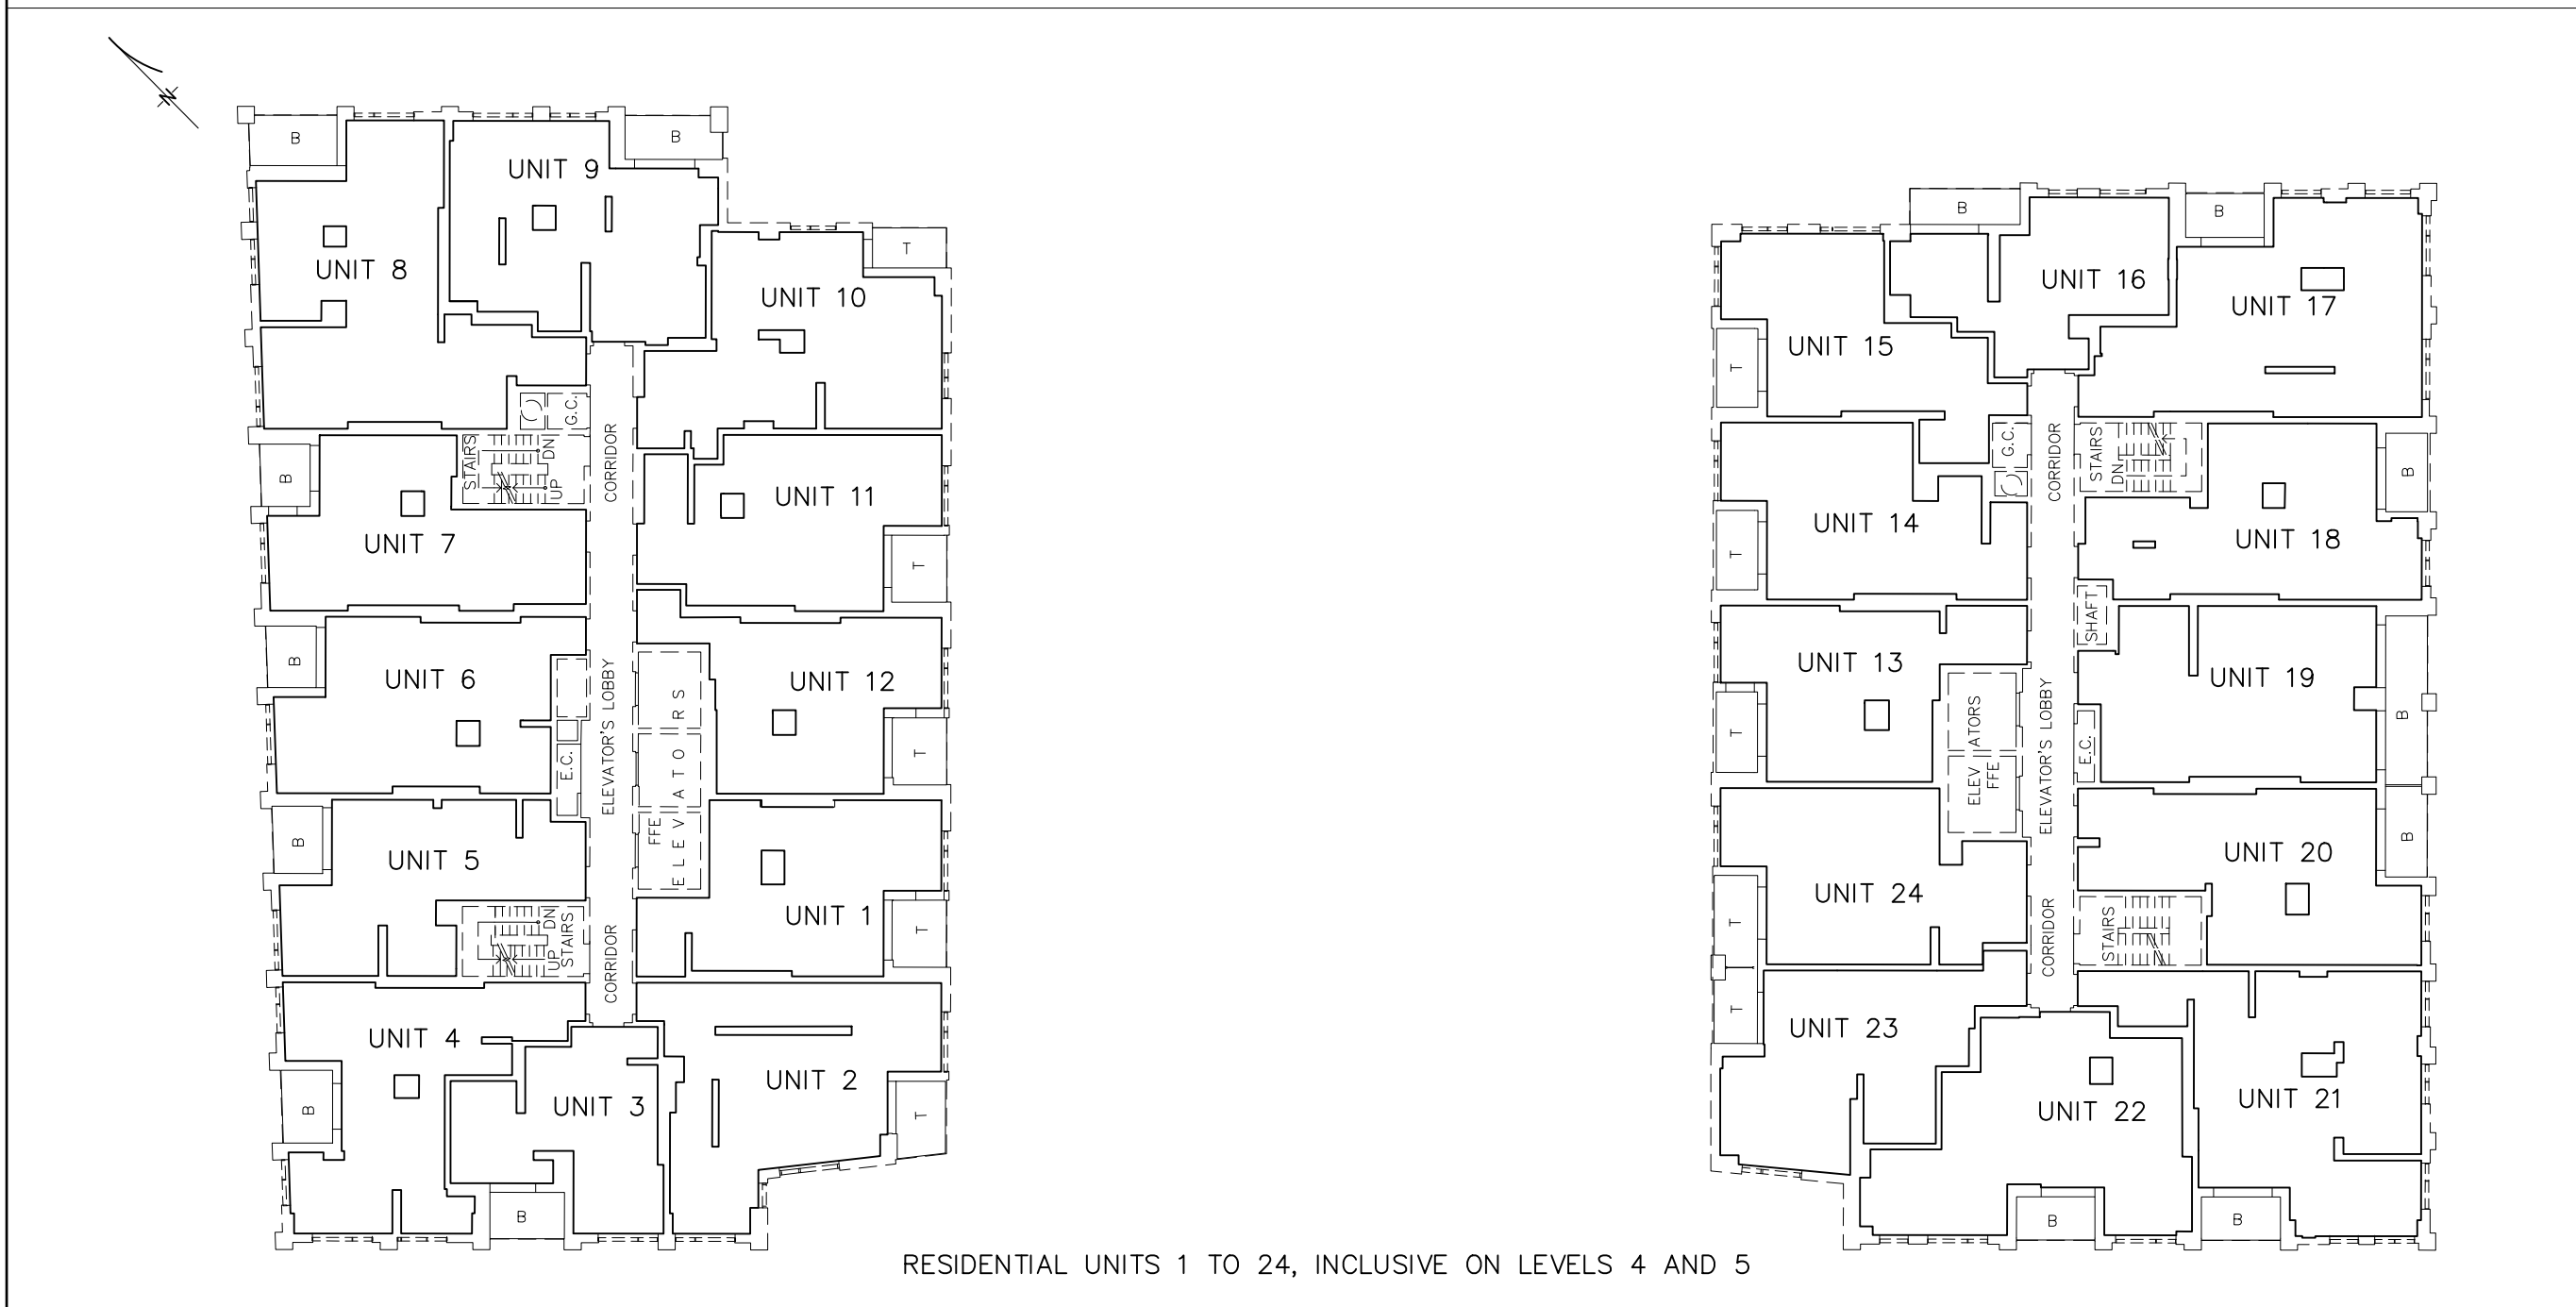 N
B
B
UNIT 9
UNIT 8
T
UNIT 10
G.C.
STAIRS
DN
UP
CORRIDOR
B
UNIT 11
UNIT 7
T
B
UNIT 6
UNIT 12
ELEVATORS
FFE
ELEVATOR'S LOBBY
E.C.
T
B
UNIT 5
UNIT 1
T
UP
DN
STAIRS
CORRIDOR
UNIT 4
UNIT 2
B
UNIT 3
T
B
B
B
UNIT 16
UNIT 17
UNIT 15
T
G.C.
CORRIDOR
STAIRS
DN
B
UNIT 14
UNIT 18
T
SHAFT
UNIT 13
UNIT 19
T
ELEVATORS
FFE
ELEVATOR'S LOBBY
E.C.
B
UNIT 20
B
UNIT 24
T
CORRIDOR
STAIRS
T
UNIT 23
UNIT 22
UNIT 21
B
B
RESIDENTIAL UNITS 1 TO 24, INCLUSIVE ON LEVELS 4 AND 5